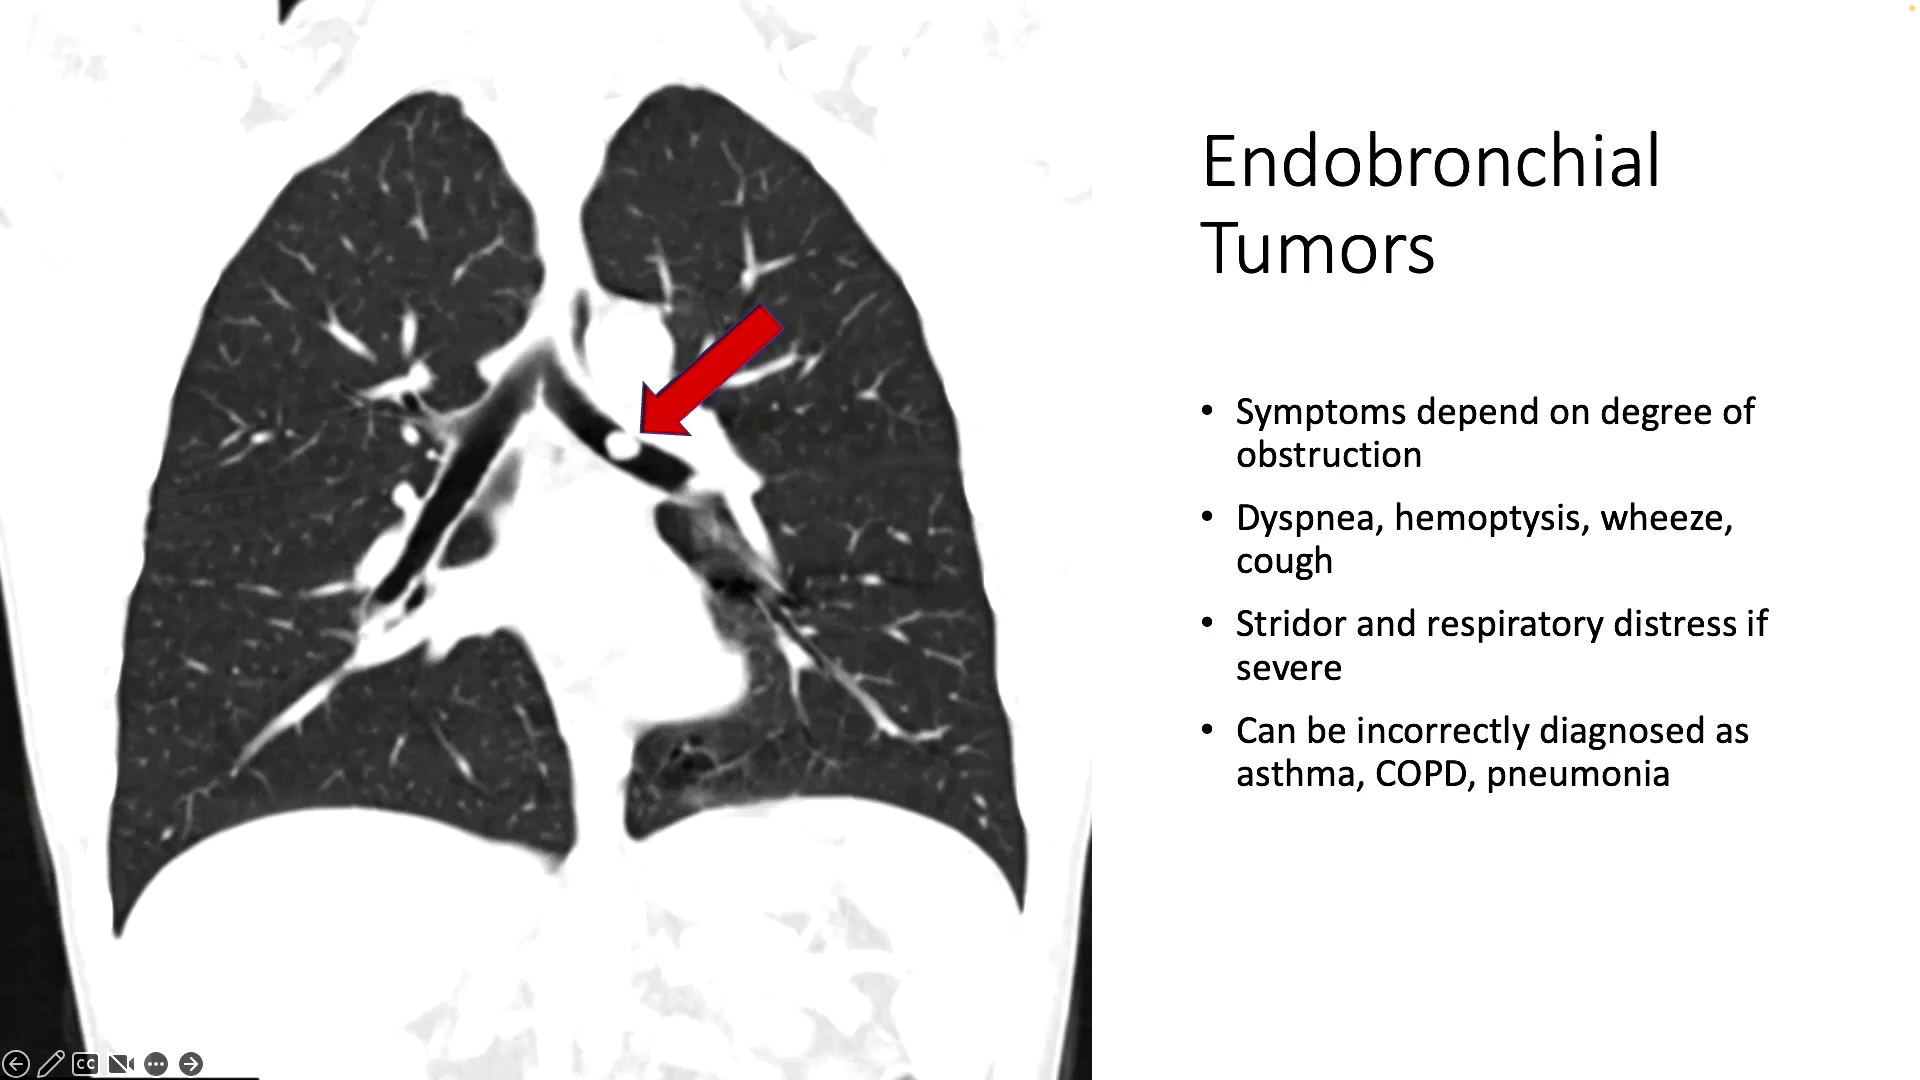 Endobronchial
Tumors
• Symptoms depend on degree of
obstruction
• Dyspnea, hemoptysis, wheeze,
cough
• Stridor and respiratory distress if
severe
• Can be incorrectly diagnosed as
asthma, COPD, pneumonia
CC